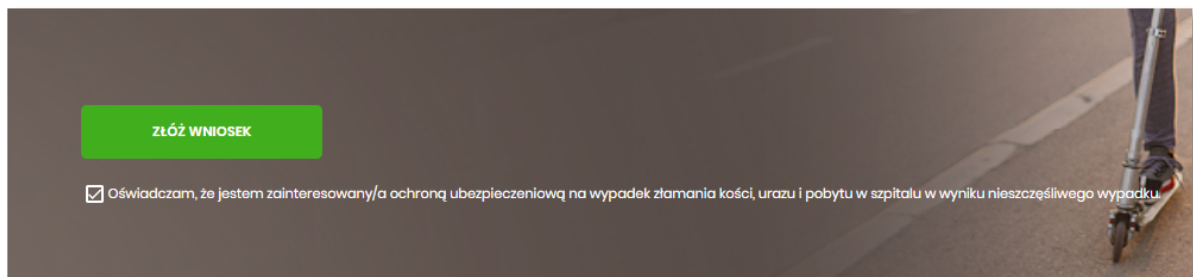 ZŁÓŻ WNIOSEK
Oświadczam, że jestem zainteresowany/a ochroną ubezpieczeniową na wypadek złamania kości, urazu i pobytu w szpitalu w wyniku nieszczęśliwego wypadku.